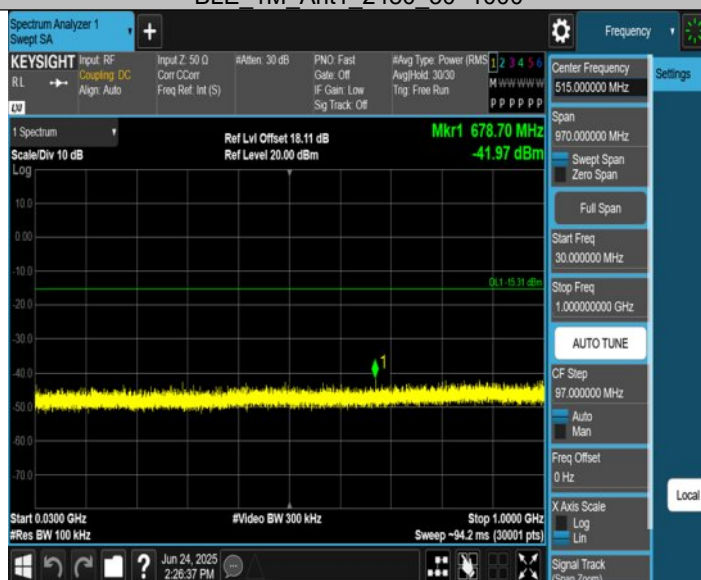 Spectrum Analyzer 1
Swept SA
+
Frequency
KEYSIGHT
RL
Input: RF
Coupling: DC
Align: Auto
Input Z: 50 Ω
Corr CCorr
Freq Ref: Int (S)
#Atten: 30 dB
PNO: Fast
Gate: Off
IF Gain: Low
Sig Track: Off
#Avg Type: Power (RMS
Avg|Hold: 30/30
Trig: Free Run
1 2 3 4 5 6
M W W W W W
P P P P P P
1 Spectrum
Scale/Div 10 dB
Log
Ref Lvl Offset 18.11 dB
Ref Level 20.00 dBm
Mkr1 678.70 MHz
-41.97 dBm
10.0
0.00
-10.0
-20.0
-30.0
-40.0
-50.0
-60.0
-70.0
DL1 -15.31 dBm
1
Start 0.0300 GHz
#Res BW 100 kHz
#Video BW 300 kHz
Stop 1.0000 GHz
Sweep ~94.2 ms (30001 pts)
Jun 24, 2025
2:26:37 PM
?
Center Frequency
515.000000 MHz
Settings
Span
970.000000 MHz
Swept Span
Zero Span
Full Span
Start Freq
30.000000 MHz
Stop Freq
1.000000000 GHz
AUTO TUNE
CF Step
97.000000 MHz
Auto
Man
Freq Offset
0 Hz
X Axis Scale
Log
Lin
Local
Signal Track
(Span Zoom)